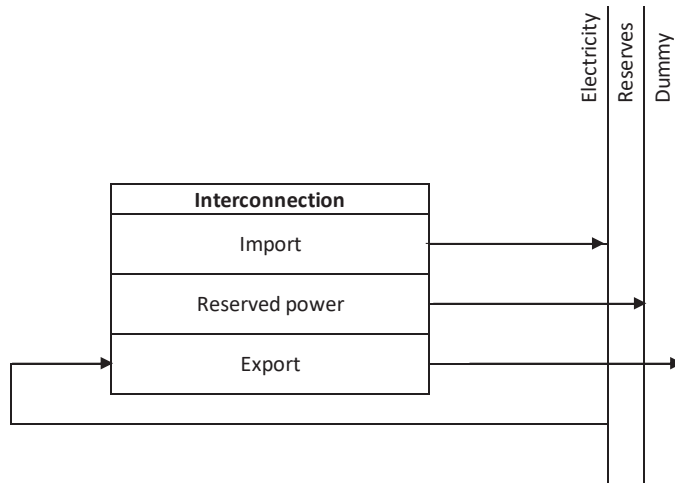 Electricity
Reserves
Dummy
Interconnection
Import
Reserved power
Export